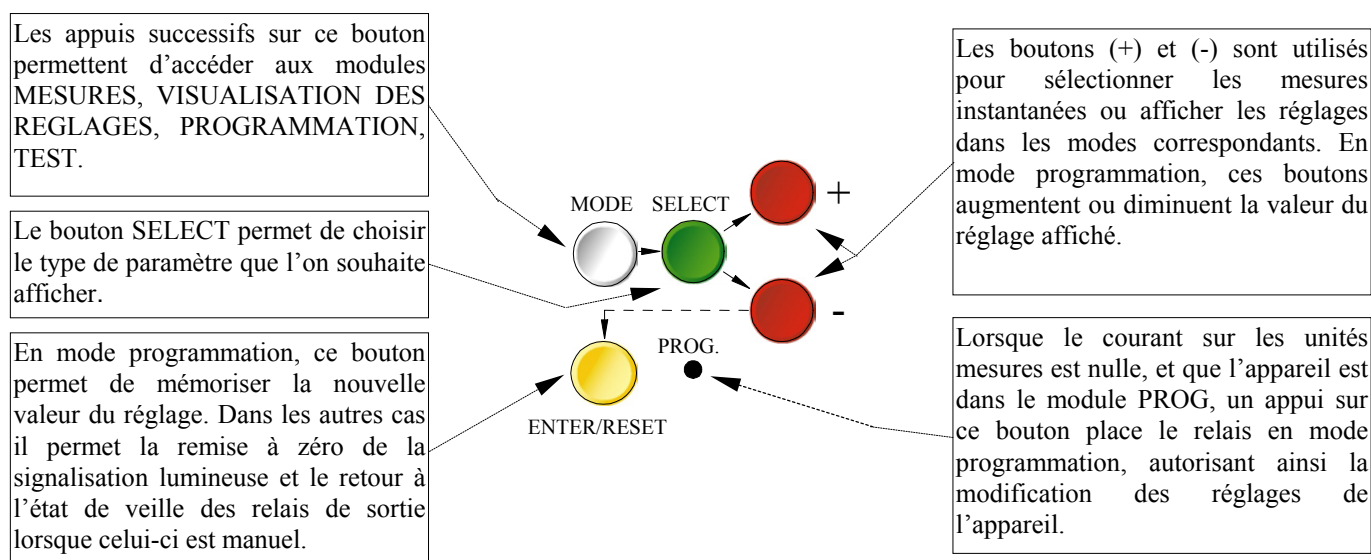 Les appuis successifs sur ce bouton
permettent d'accéder aux modules
MESURES, VISUALISATION DES
REGLAGES, PROGRAMMATION,
TEST.
Le bouton SELECT permet de choisir
le type de paramètre que l'on souhaite
afficher.
En mode programmation, ce bouton
permet de mémoriser la nouvelle
valeur du réglage. Dans les autres cas
il permet la remise à zéro de la
signalisation lumineuse et le retour à
l'état de veille des relais de sortie
lorsque celui-ci est manuel.
MODE SELECT
+
-
PROG.
ENTER/RESET
Les boutons (+) et (-) sont utilisés
pour sélectionner les mesures
instantanées ou afficher les réglages
dans les modes correspondants. En
mode programmation, ces boutons
augmentent ou diminuent la valeur du
réglage affiché.
Lorsque le courant sur les unités
mesures est nulle, et que l'appareil est
dans le module PROG, un appui sur
ce bouton place le relais en mode
programmation, autorisant ainsi la
modification des réglages de
l'appareil.